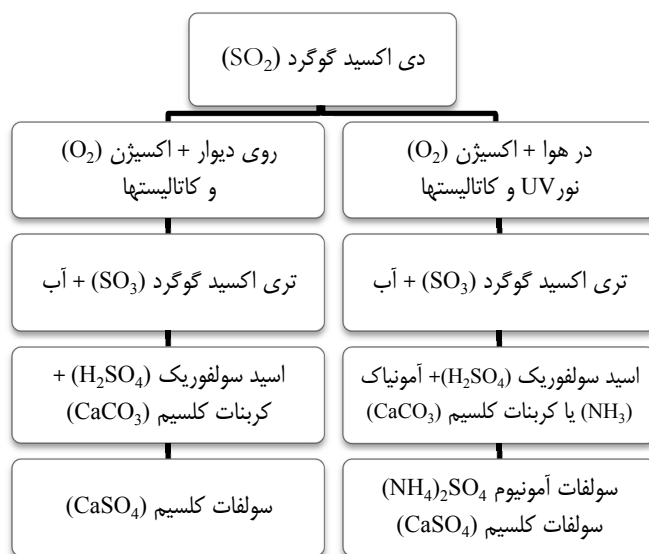 دی اکسید گوگرد (SO₂)
در هوا + اکسیژن (O₂)
نورUV و کاتالیستها
تری اکسید گوگرد (SO₃) + آب
اسید سولفوریک (H₂SO₄)+ آمونیاک
(NH₃) یا کربنات کلسیم (CaCO₃)
سولفات آمونیوم (NH₄)₂SO₄
سولفات کلسیم (CaSO₄)
روی دیوار + اکسیژن (O₂)
و کاتالیستها
تری اکسید گوگرد (SO₃) + آب
اسید سولفوریک (H₂SO₄) +
کربنات کلسیم (CaCO₃)
سولفات کلسیم (CaSO₄)